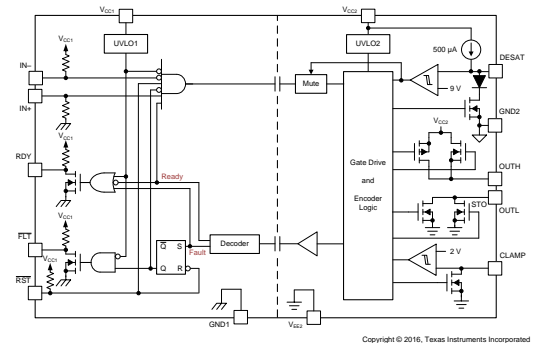 VCC1
VCC2
UVLO1
UVLO2
VCC1
500 µA
DESAT
IN–
Mute
9 V
IN+
GND2
VCC1
VCC2
RDY
Ready
Gate Drive
and
Encoder
Logic
OUTH
STO
OUTL
VCC1
FLT
Q S
Fault
Decoder
2 V
CLAMP
VCC1
Q R
RST
GND1
VEE2
Copyright © 2016, Texas Instruments Incorporated